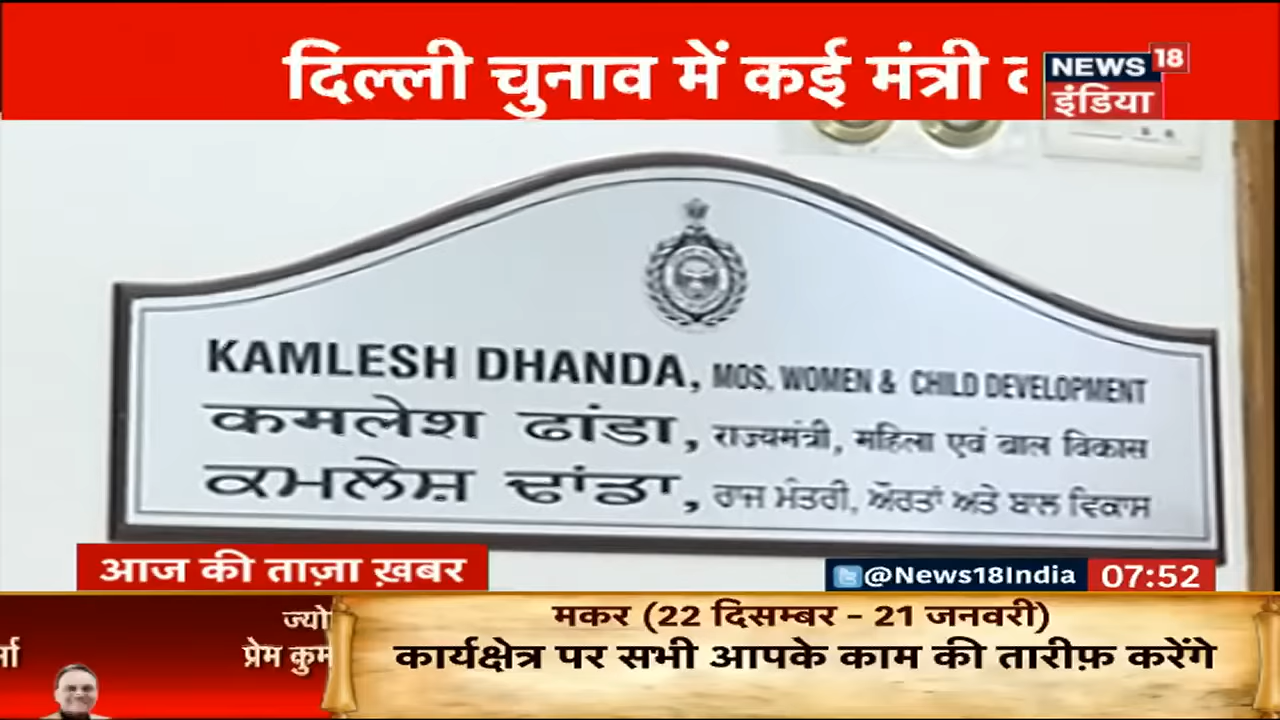 दिल्ली चुनाव में कई मंत्री
NEWS 18
इंडिया
KAMLESH DHANDA, MOS, WOMEN & CHILD DEVELOPMENT
कमलेश ढांडा, राज्यमंत्री, महिला एवं बाल विकास
ਕਮਲੇਸ਼ ਢਾਂਡਾ, ਰਾਜ ਮੰਤਰੀ, ਔਰਤਾਂ ਅਤੇ ਬਾਲ ਵਿਕਾਸ
आज की ताज़ा ख़बर
@News18India 07:52
मकर (22 दिसम्बर - 21 जनवरी)
कार्यक्षेत्र पर सभी आपके काम की तारीफ़ करेंगे
प्रेम